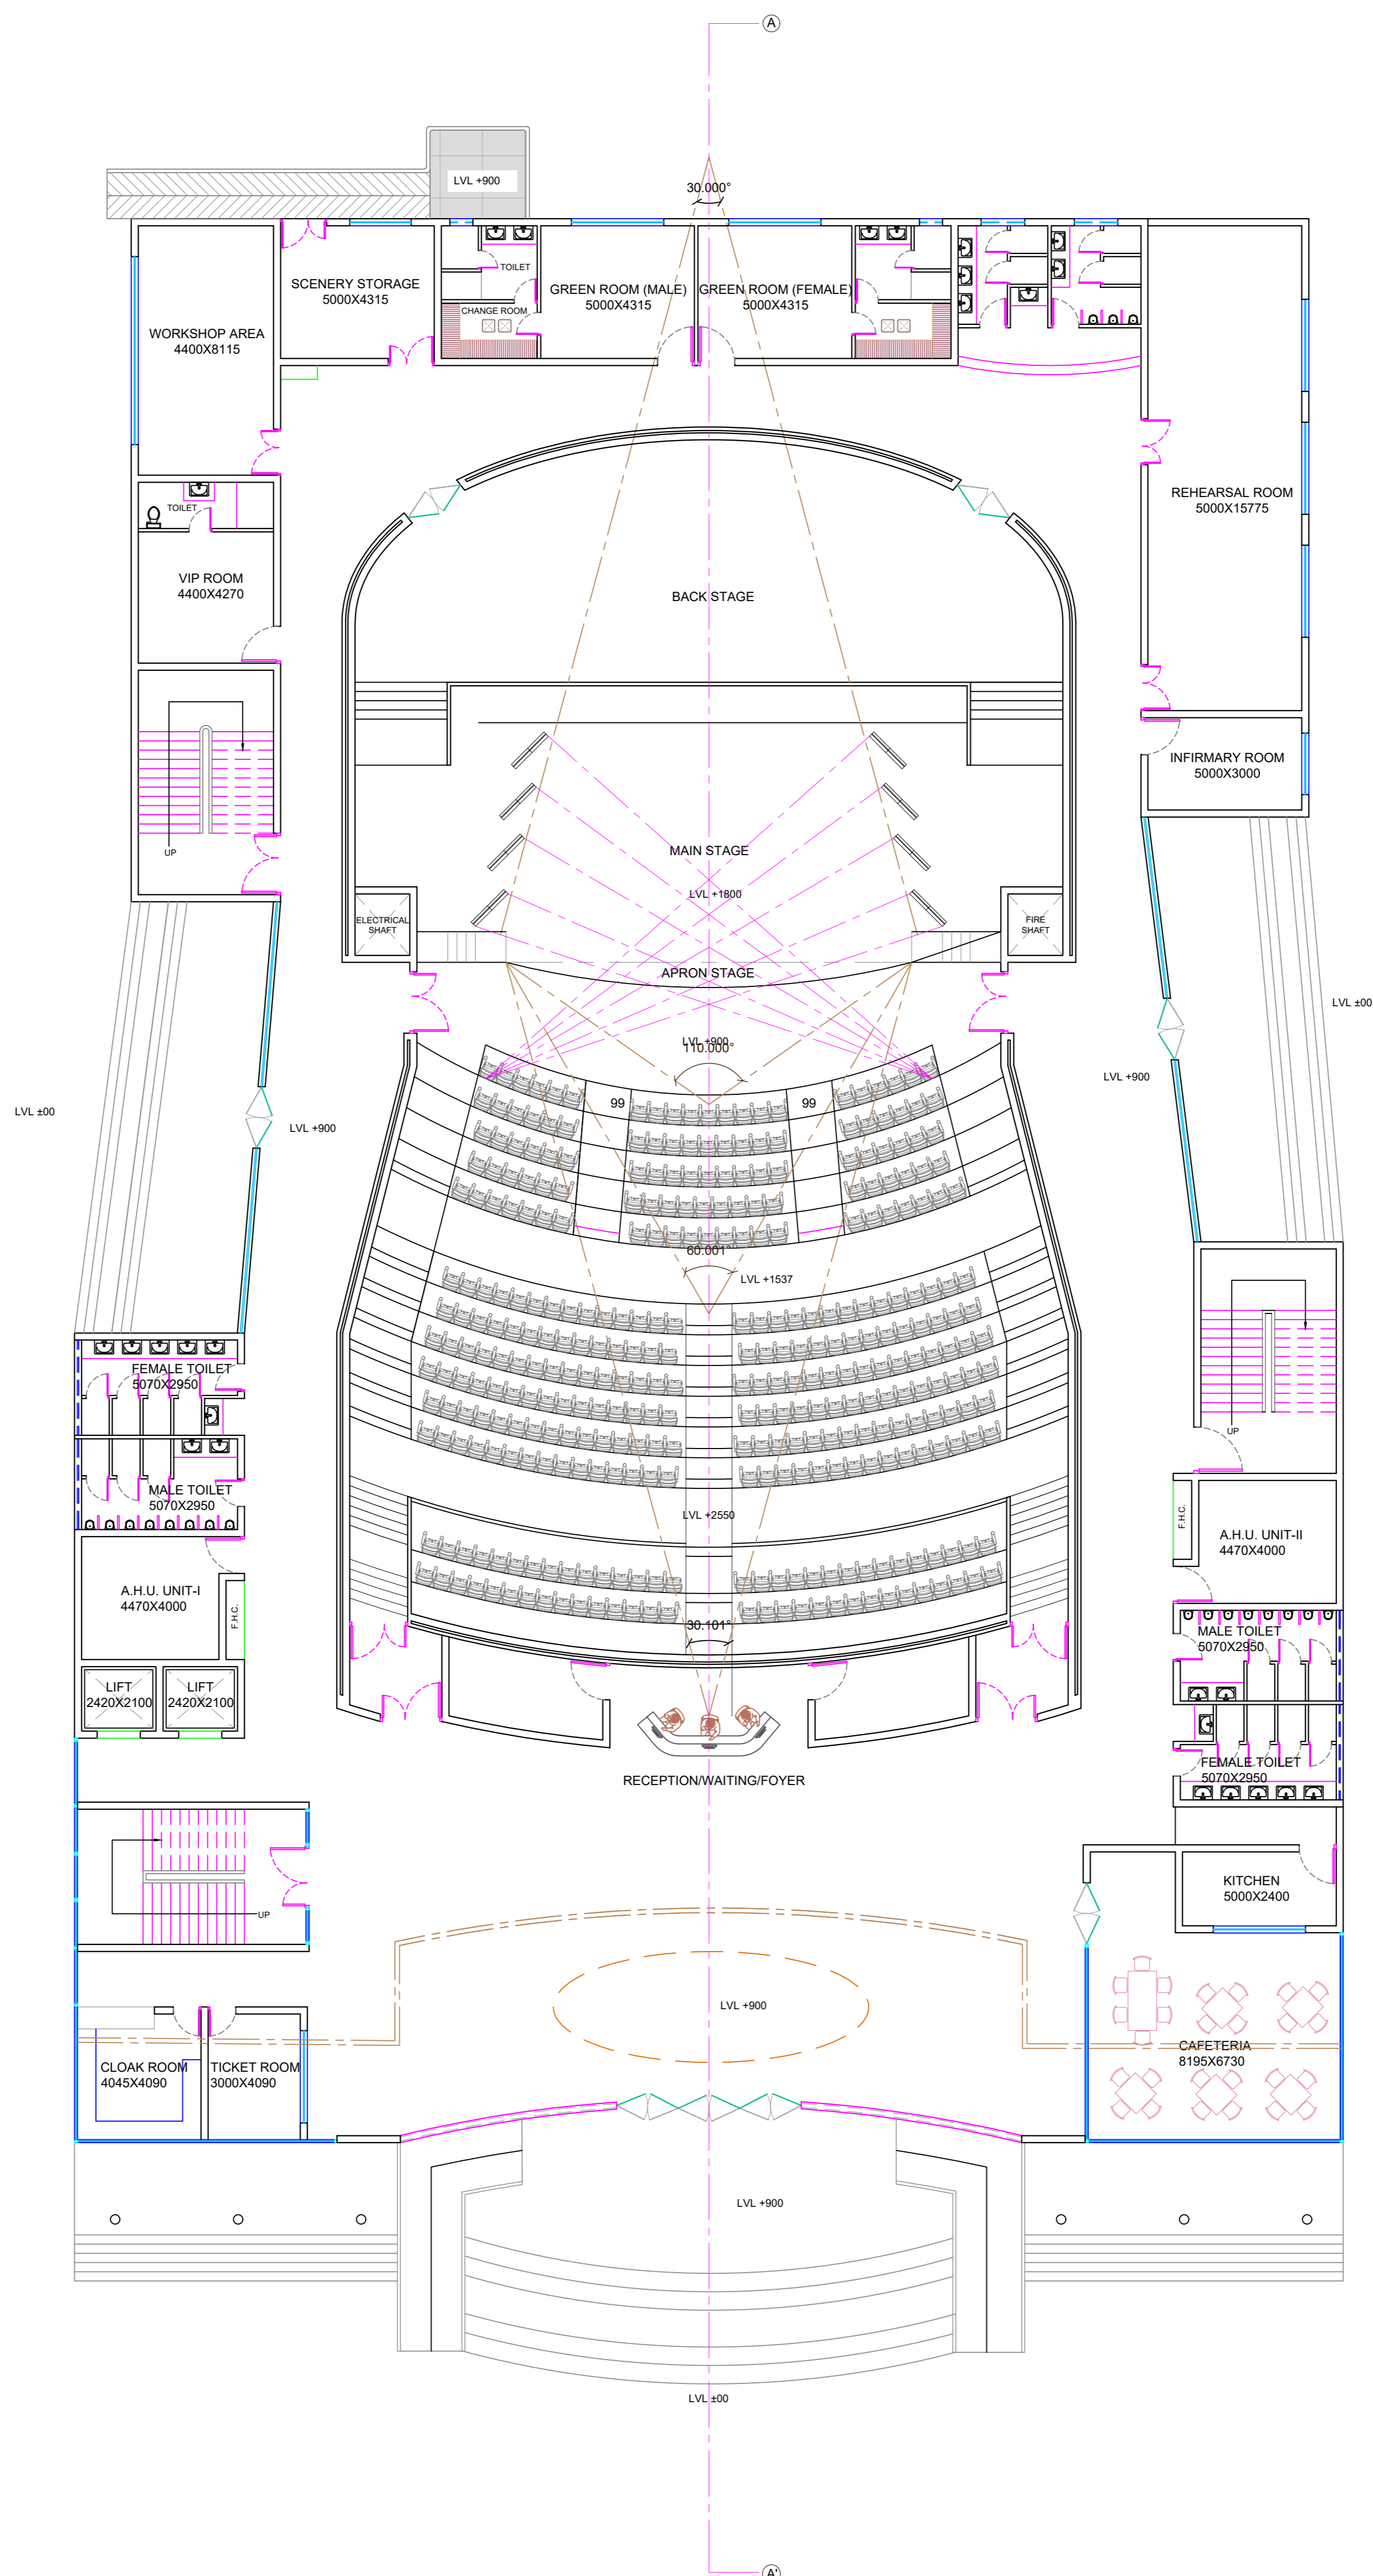 A
LVL +900
30.000°
SCENERY STORAGE
5000X4315
TOILET
GREEN ROOM (MALE)
5000X4315
GREEN ROOM (FEMALE)
5000X4315
CHANGE ROOM
WORKSHOP AREA
4400X8115
TOILET
REHEARSAL ROOM
5000X15775
VIP ROOM
4400X4270
BACK STAGE
INFIRMARY ROOM
5000X3000
UP
MAIN STAGE
LVL +1800
ELECTRICAL
SHAFT
FIRE
SHAFT
APRON STAGE
LVL ±00
LVL +900
110.000°
LVL +900
LVL ±00
LVL +900
99
99
60.001°
LVL +1537
FEMALE TOILET
5070X2950
UP
MALE TOILET
5070X2950
LVL +2550
F.H.C.
A.H.U. UNIT-II
4470X4000
A.H.U. UNIT-I
4470X4000
F.H.C.
30.101°
MALE TOILET
5070X2950
LIFT
2420X2100
LIFT
2420X2100
FEMALE TOILET
5070X2950
RECEPTION/WAITING/FOYER
KITCHEN
5000X2400
UP
LVL +900
CAFETERIA
8195X6730
CLOAK ROOM
4045X4090
TICKET ROOM
3000X4090
LVL +900
LVL ±00
A'